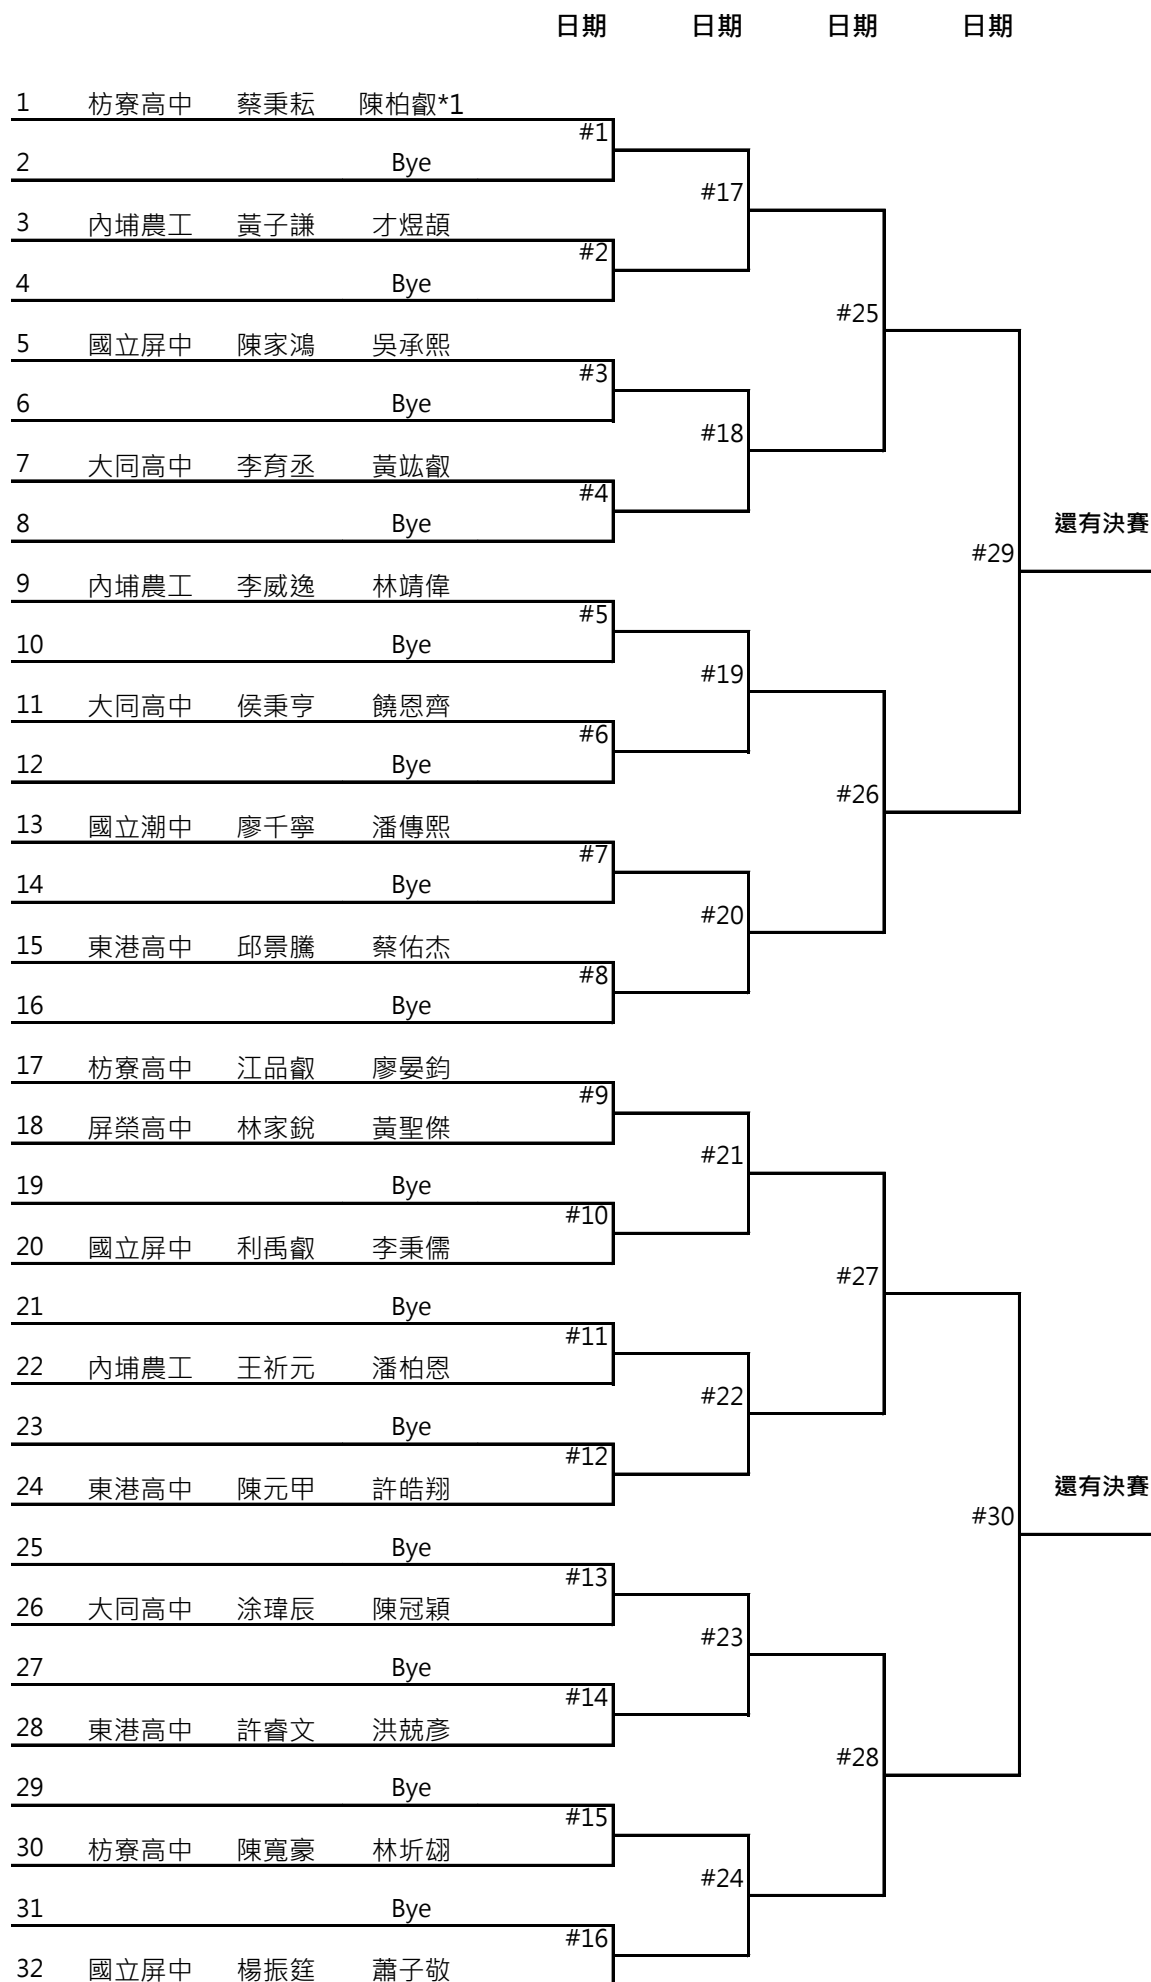 日期 日期 日期 日期
1 枋寮高中 蔡秉耘 陳柏叡*1
#1
2 Bye
#17
3 內埔農工 黃子謙 才煜頡
#2
4 Bye
#25
5 國立屏中 陳家鴻 吳承熙
#3
6 Bye
#18
7 大同高中 李育丞 黃竑叡
#4
8 Bye
還有決賽
#29
9 內埔農工 李威逸 林靖偉
#5
10 Bye
#19
11 大同高中 侯秉亨 饒恩齊
#6
12 Bye
#26
13 國立潮中 廖千寧 潘傳熙
#7
14 Bye
#20
15 東港高中 邱景騰 蔡佑杰
#8
16 Bye
17 枋寮高中 江品叡 廖晏鈞
#9
18 屏榮高中 林家銳 黃聖傑
#21
19 Bye
#10
20 國立屏中 利禹叡 李秉儒
#27
21 Bye
#11
22 內埔農工 王祈元 潘柏恩
#22
23 Bye
#12
24 東港高中 陳元甲 許皓翔
還有決賽
#30
25 Bye
#13
26 大同高中 涂瑋辰 陳冠穎
#23
27 Bye
#14
28 東港高中 許睿文 洪兢彥
#28
29 Bye
#15
30 枋寮高中 陳寬豪 林圻翃
#24
31 Bye
#16
32 國立屏中 楊振筳 蕭子敬